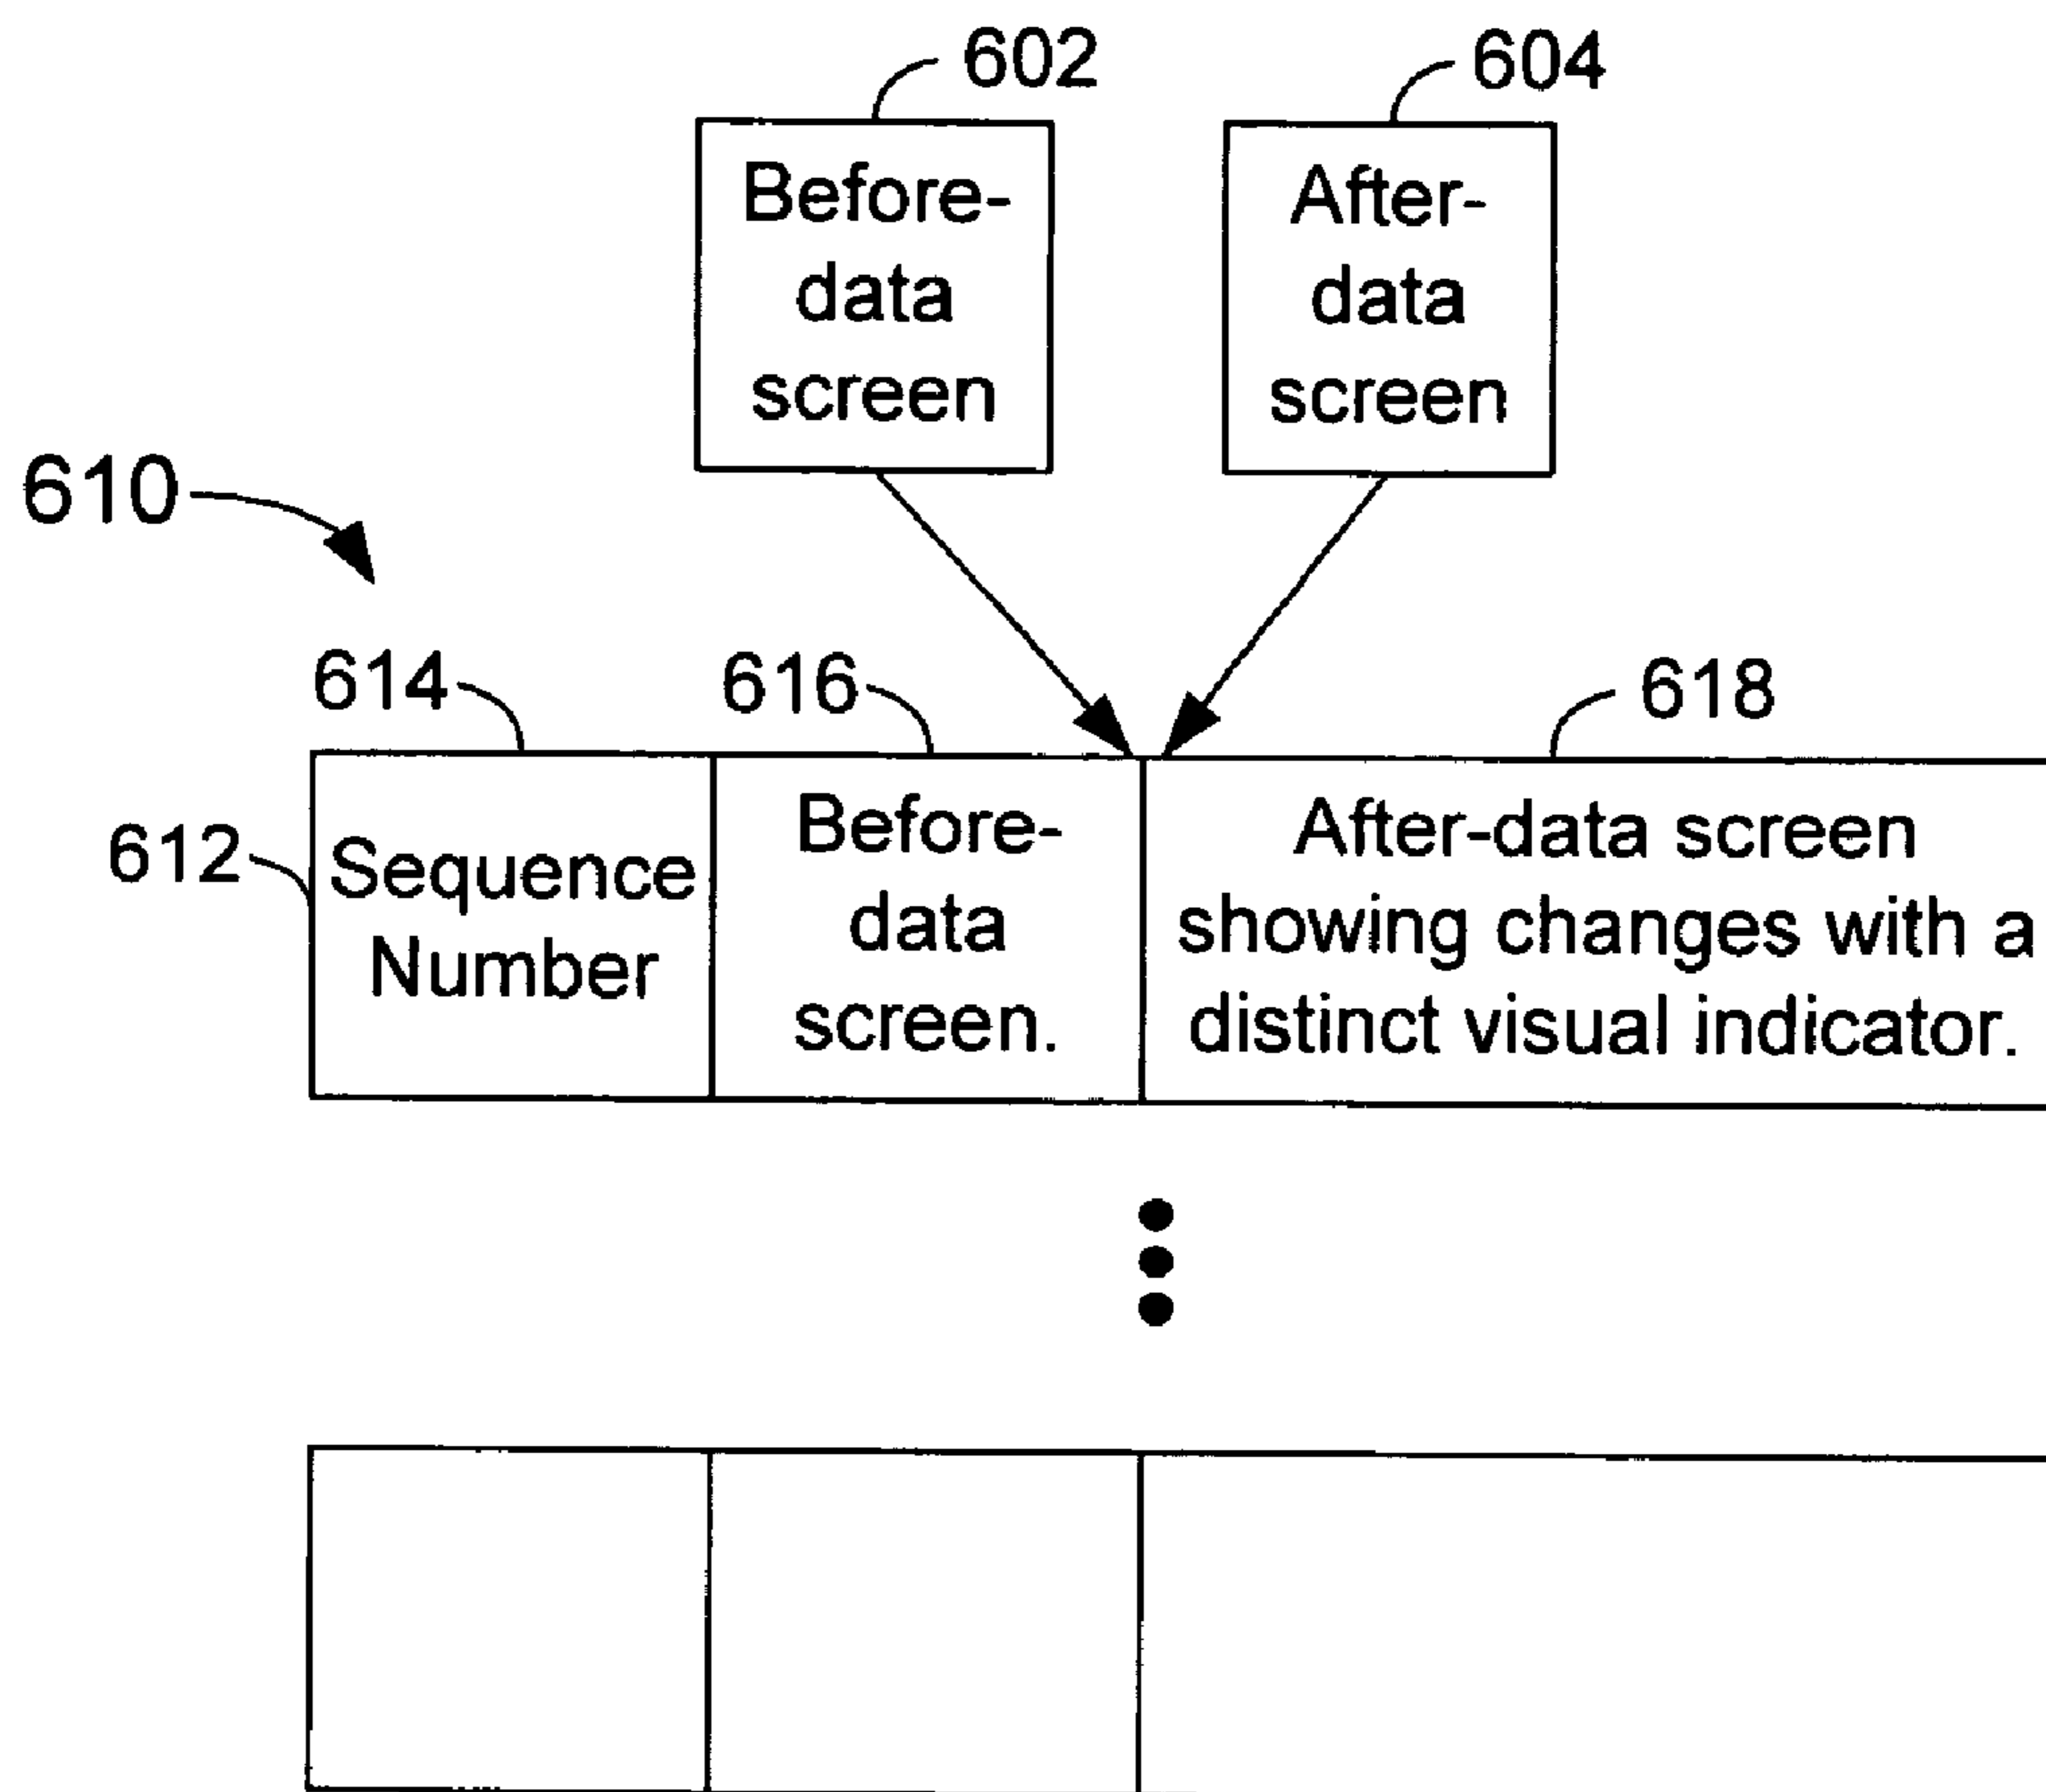 602
604
Before-
data
screen
After-
data
screen
610
614
616
618
612
Sequence
Number
Before-
data
screen.
After-data screen
showing changes with a
distinct visual indicator.